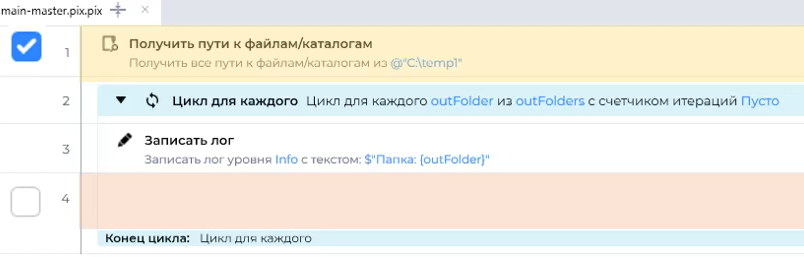 main-master.pix.pix
1
Получить пути к файлам/каталогам
Получить все пути к файлам/каталогам из @"C:\temp1"
2
Цикл для каждого Цикл для каждого outFolder из outFolders с счетчиком итераций Пусто
3
Записать лог
Записать лог уровня Info с текстом: $"Папка: {outFolder}"
4
Конец цикла: Цикл для каждого